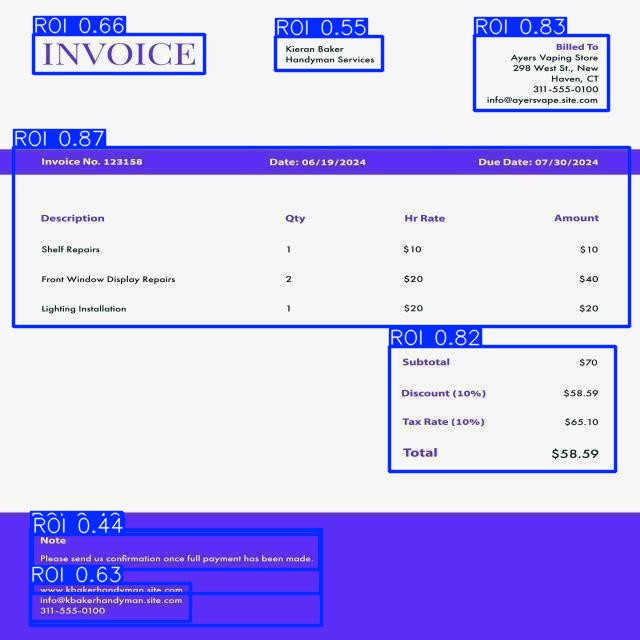 ROI 0.66
INVOICE
ROI 0.55
Kieran Baker
Handyman Services
ROI 0.83
Billed To
Ayers Vaping Store
298 West St., New
Haven, CT
311-555-0100
info@ayersvape.site.com
ROI 0.87
Invoice No. 123158 Date: 06/19/2024 Due Date: 07/30/2024
Description Qty Hr Rate Amount
Shelf Repairs 1 $10 $10
Front Window Display Repairs 2 $20 $40
Lighting Installation 1 $20 $20
ROI 0.82
Subtotal $70
Discount (10%) $58.59
Tax Rate (10%) $65.10
Total $58.59
ROI 0.44
Note
Please send us confirmation once full payment has been made.
ROI 0.63
www.kbakerhandyman.site.com
info@kbakerhandyman.site.com
311-555-0100